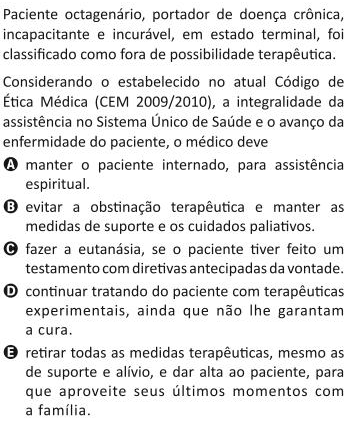 Paciente octagenário, portador de doença crônica,
incapacitante e incurável, em estado terminal, foi
classificado como fora de possibilidade terapêutica.
Considerando o estabelecido no atual Código de
Ética Médica (CEM 2009/2010), a integralidade da
assistência no Sistema Único de Saúde e o avanço da
enfermidade do paciente, o médico deve
A manter o paciente internado, para assistência
espiritual.
B evitar a obstinação terapêutica e manter as
medidas de suporte e os cuidados paliativos.
C fazer a eutanásia, se o paciente tiver feito um
testamento com diretivas antecipadas da vontade.
D continuar tratando do paciente com terapêuticas
experimentais, ainda que não lhe garantam
a cura.
E retirar todas as medidas terapêuticas, mesmo as
de suporte e alívio, e dar alta ao paciente, para
que aproveite seus últimos momentos com
a família.